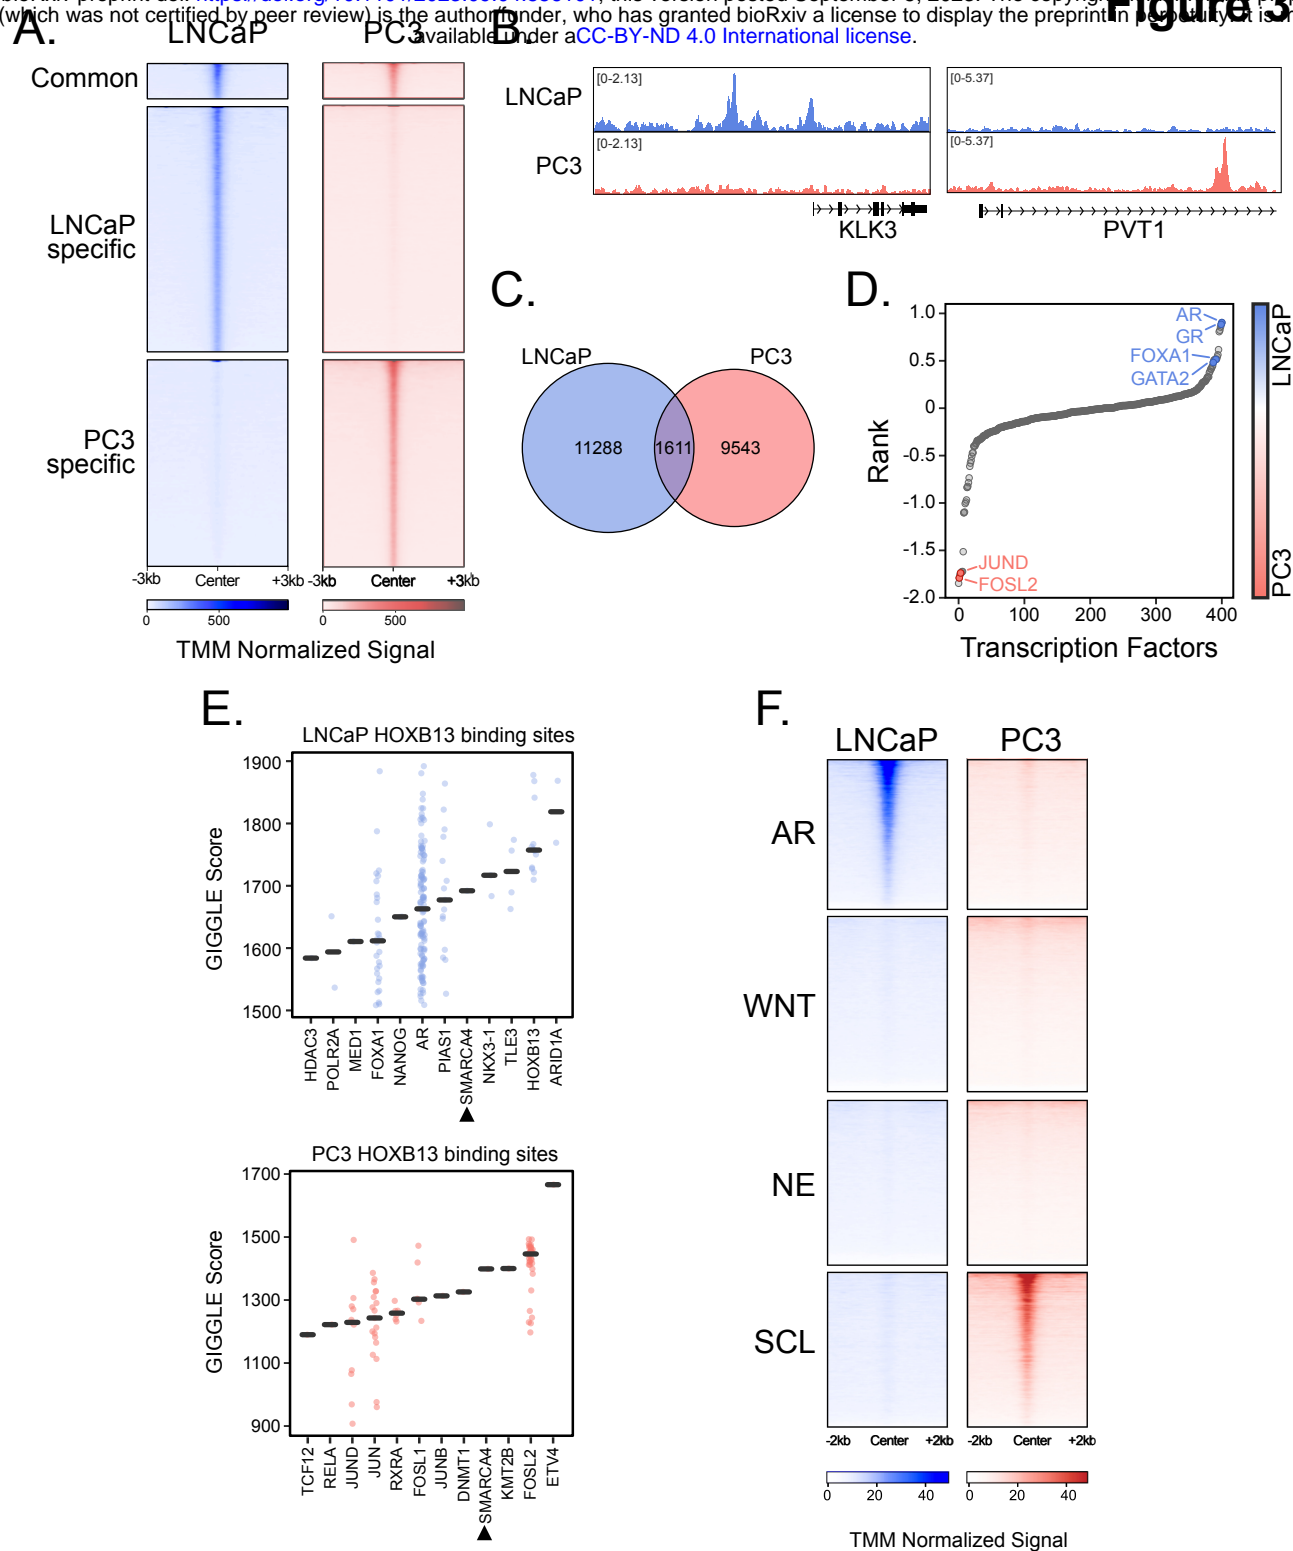 (which was not certified by peer review) is the author/funder, who has granted bioRxiv a license to display the preprint in perpetuity. It is
available under aCC-BY-ND 4.0 International license.
Figure 3
A.
LNCaP
PC3
Common
LNCaP
specific
PC3
specific
-3kb
Center
+3kb
-3kb
Center
+3kb
0
500
0
500
TMM Normalized Signal
B.
LNCaP
[0-2.13]
[0-5.37]
PC3
[0-2.13]
[0-5.37]
KLK3
PVT1
C.
LNCaP
PC3
11288
1611
9543
D.
Rank
1.0
0.5
0
-0.5
-1.0
-1.5
-2.0
AR
GR
FOXA1
GATA2
JUND
FOSL2
0
100
200
300
400
Transcription Factors
LNCaP
PC3
E.
LNCaP HOXB13 binding sites
GIGGLE Score
1900
1800
1700
1600
1500
HDAC3
POLR2A
MED1
FOXA1
NANOG
AR
PIAS1
SMARCA4
NKX3-1
TLE3
HOXB13
ARID1A
PC3 HOXB13 binding sites
GIGGLE Score
1700
1500
1300
1100
900
TCF12
RELA
JUND
JUN
RXRA
FOSL1
JUNB
DNMT1
SMARCA4
KMT2B
FOSL2
ETV4
F.
LNCaP
PC3
AR
WNT
NE
SCL
-2kb
Center
+2kb
-2kb
Center
+2kb
0
20
40
0
20
40
TMM Normalized Signal